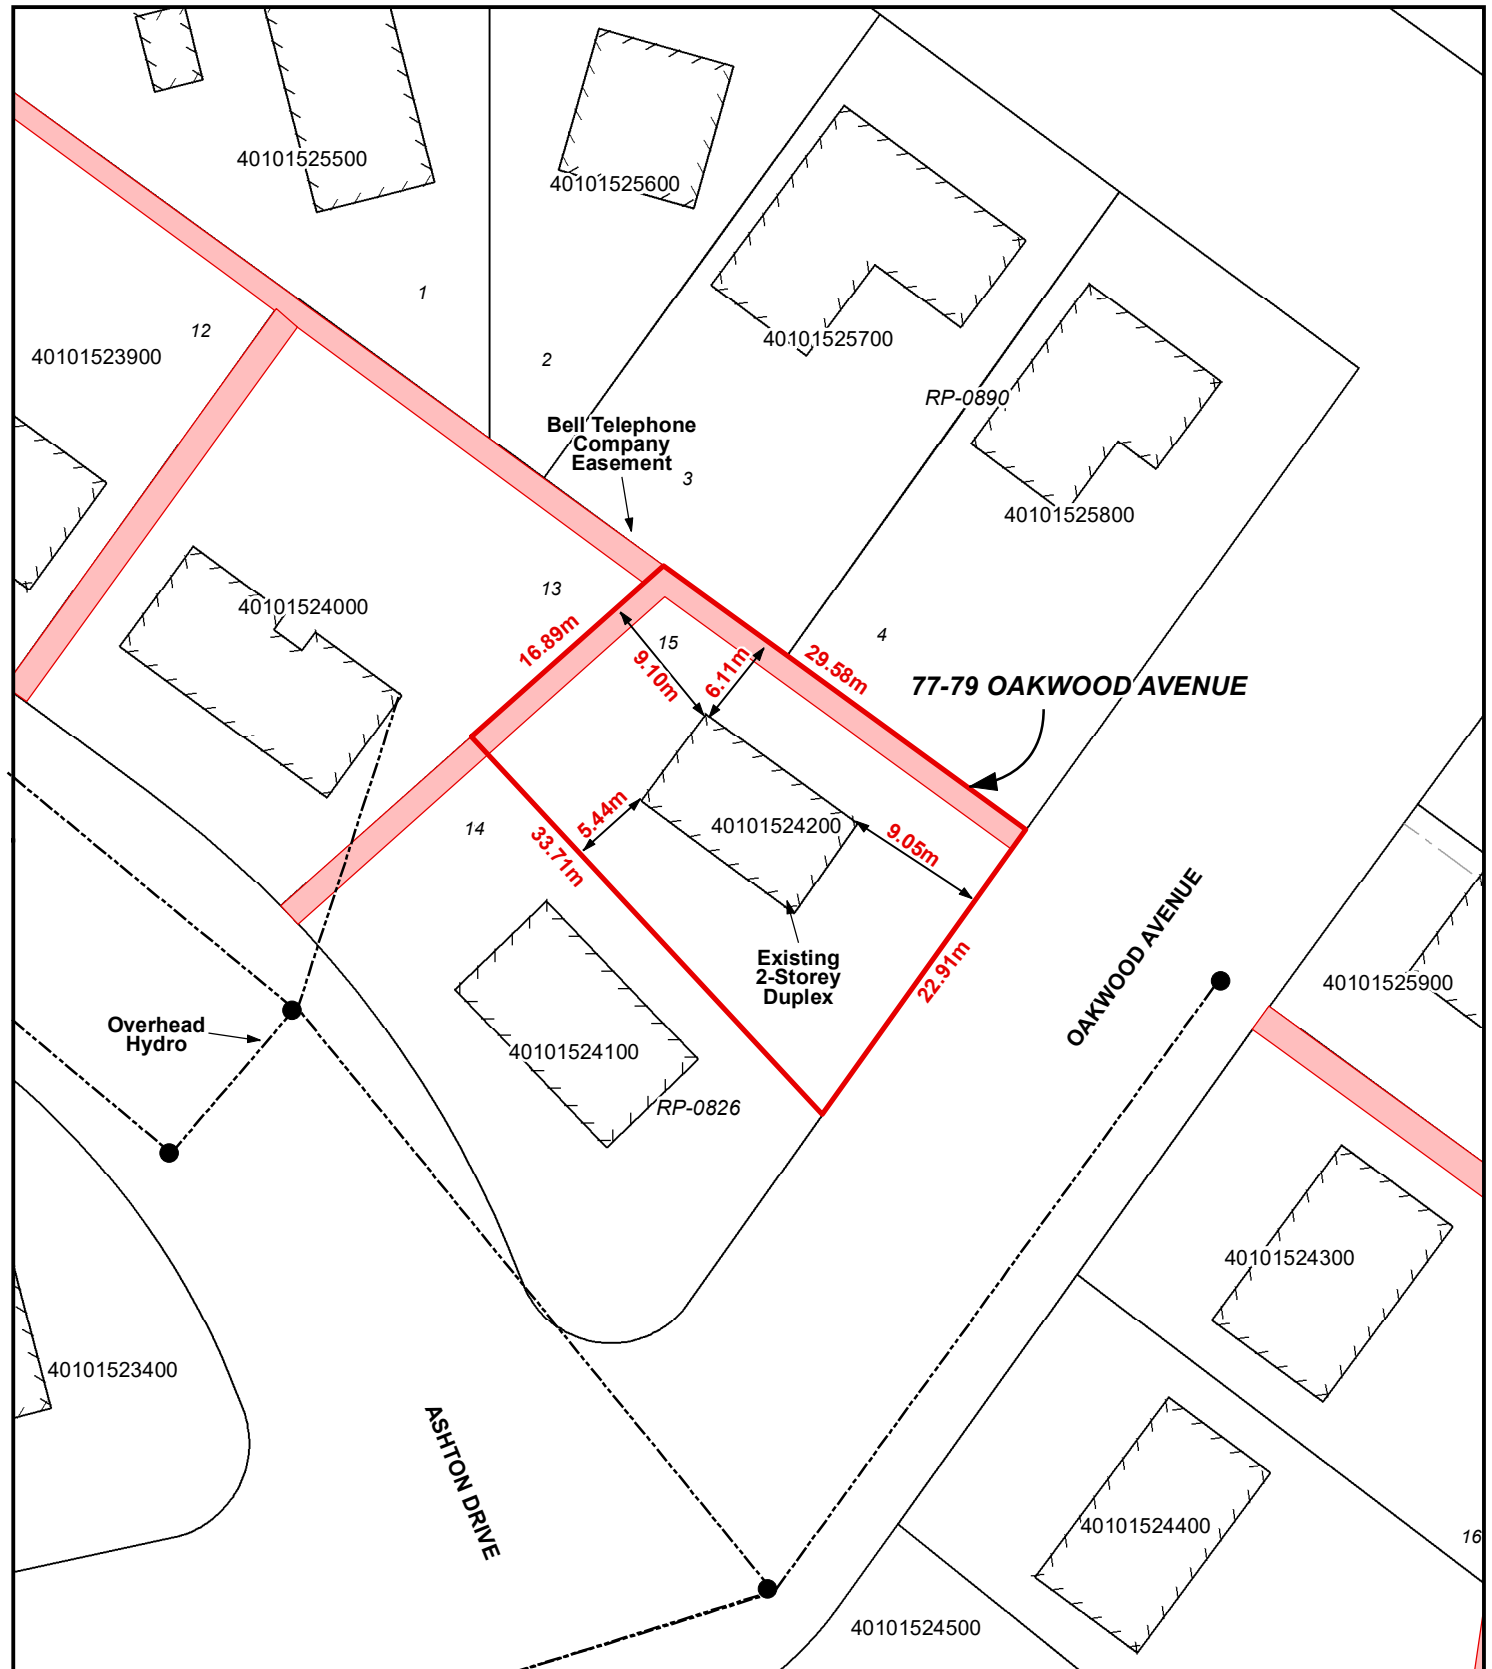 40101525500
40101525600
1
12
40101523900
2
40101525700
RP-0890
Bell Telephone
Company
Easement
3
40101525800
13
40101524000
15
4
16.89m
9.10m
6.11m
29.58m
77-79 OAKWOOD AVENUE
14
5.44m
33.71m
40101524200
9.05m
OAKWOOD AVENUE
Existing
2-Storey
Duplex
22.91m
40101525900
Overhead
Hydro
40101524100
RP-0826
40101524300
40101523400
ASHTON DRIVE
40101524400
16
40101524500